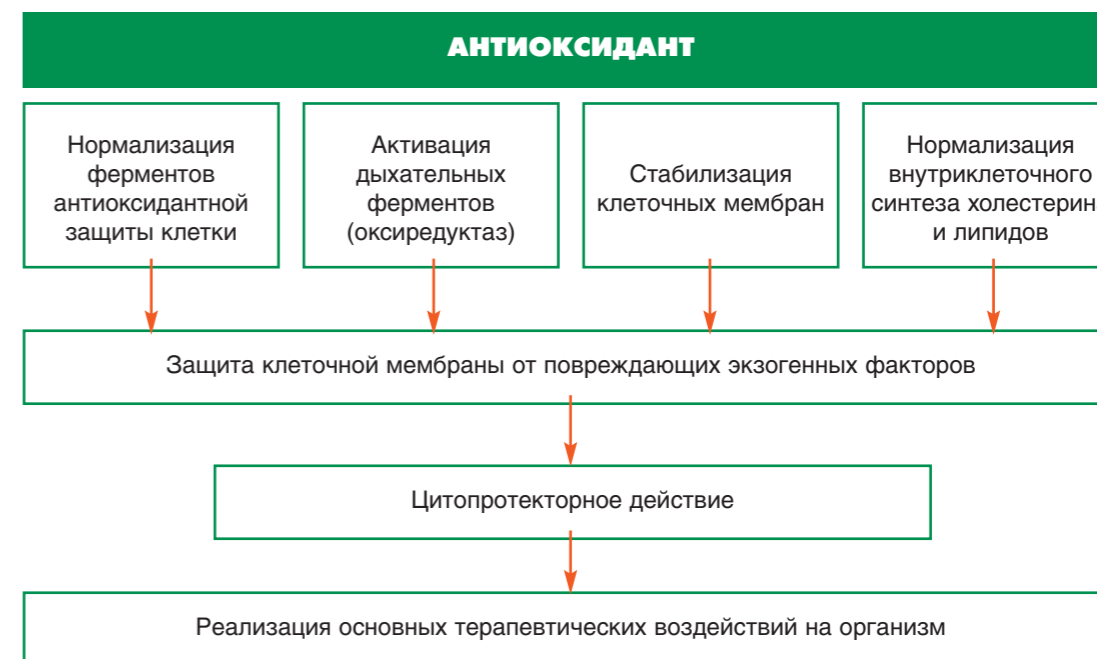 АНТИОКСИДАНТ
Нормализация
ферментов
антиоксидантной
защиты клетки
Активация
дыхательных
ферментов
(оксиредуктаз)
Стабилизация
клеточных мембран
Нормализация
внутриклеточного
синтеза холестерина
и липидов
Защита клеточной мембраны от повреждающих экзогенных факторов
Цитопротекторное действие
Реализация основных терапевтических воздействий на организм